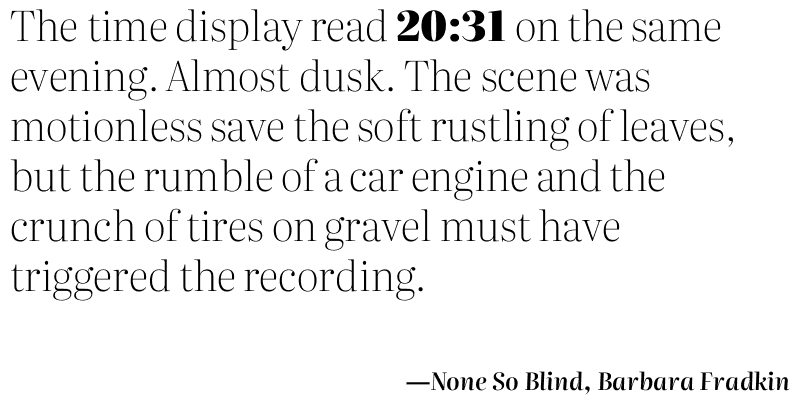 The time display read 20:31 on the same
evening. Almost dusk. The scene was
motionless save the soft rustling of leaves,
but the rumble of a car engine and the
crunch of tires on gravel must have
triggered the recording.
—None So Blind, Barbara Fradkin